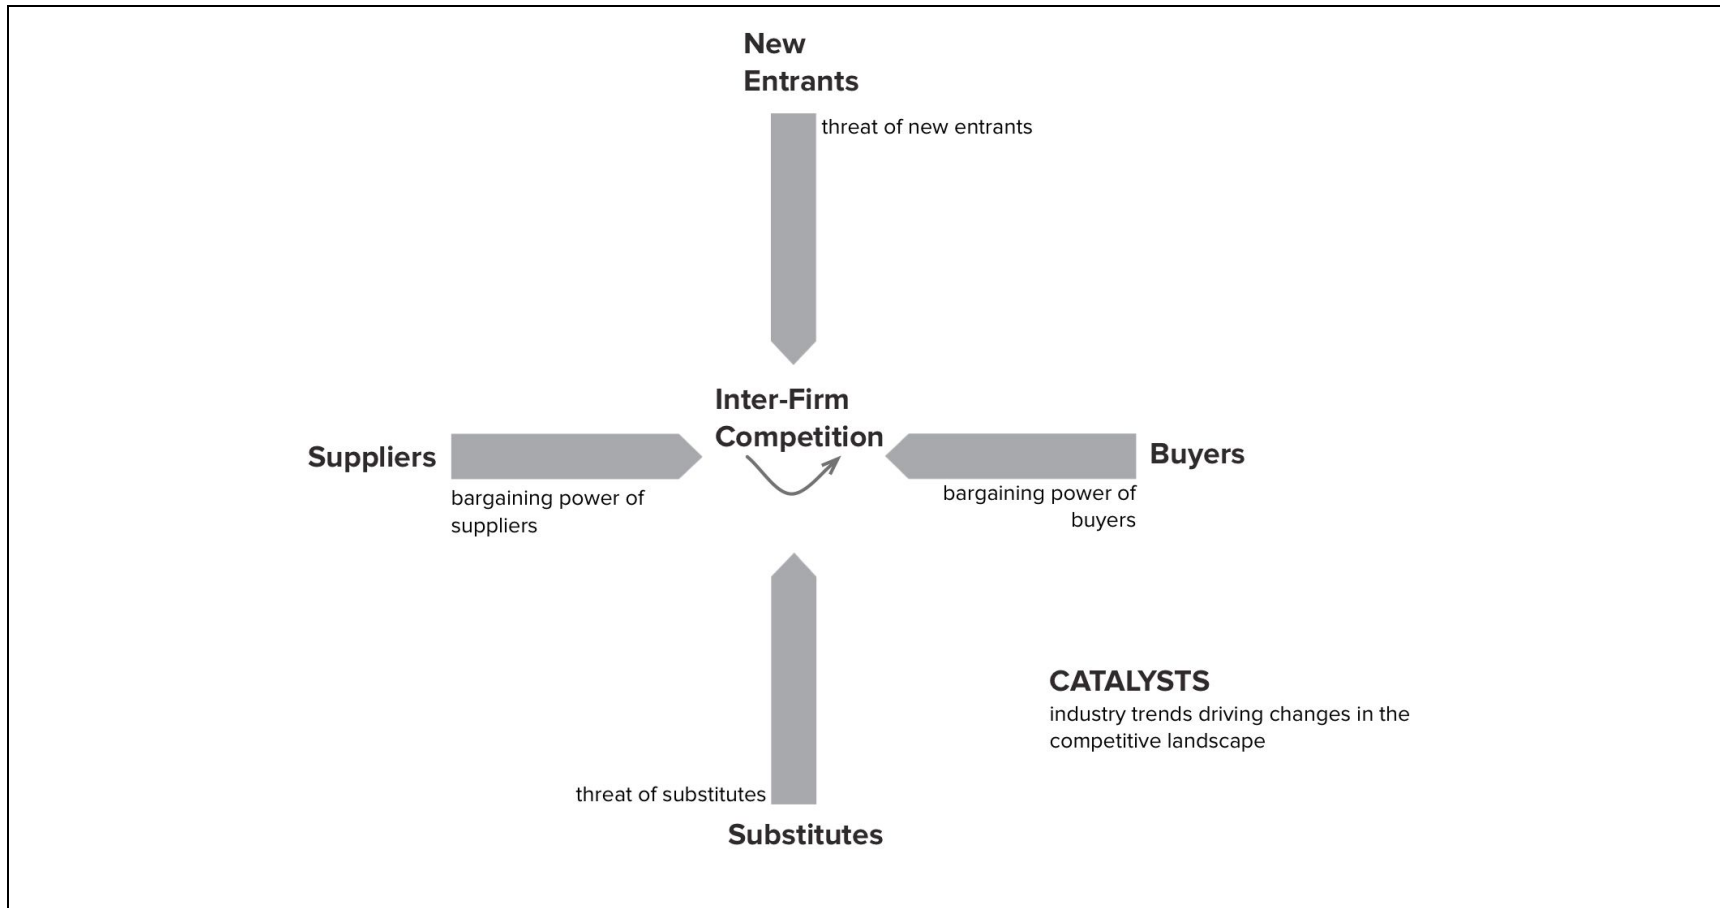 New
Entrants
threat of new entrants
Inter-Firm
Competition
Suppliers
bargaining power of
suppliers
Buyers
bargaining power of
buyers
CATALYSTS
industry trends driving changes in the
competitive landscape
threat of substitutes
Substitutes